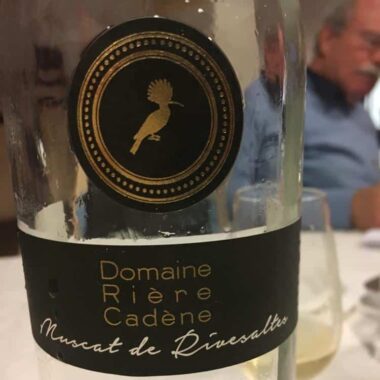 Domaine
Rière
Cadène
Muscat de Rivesaltes